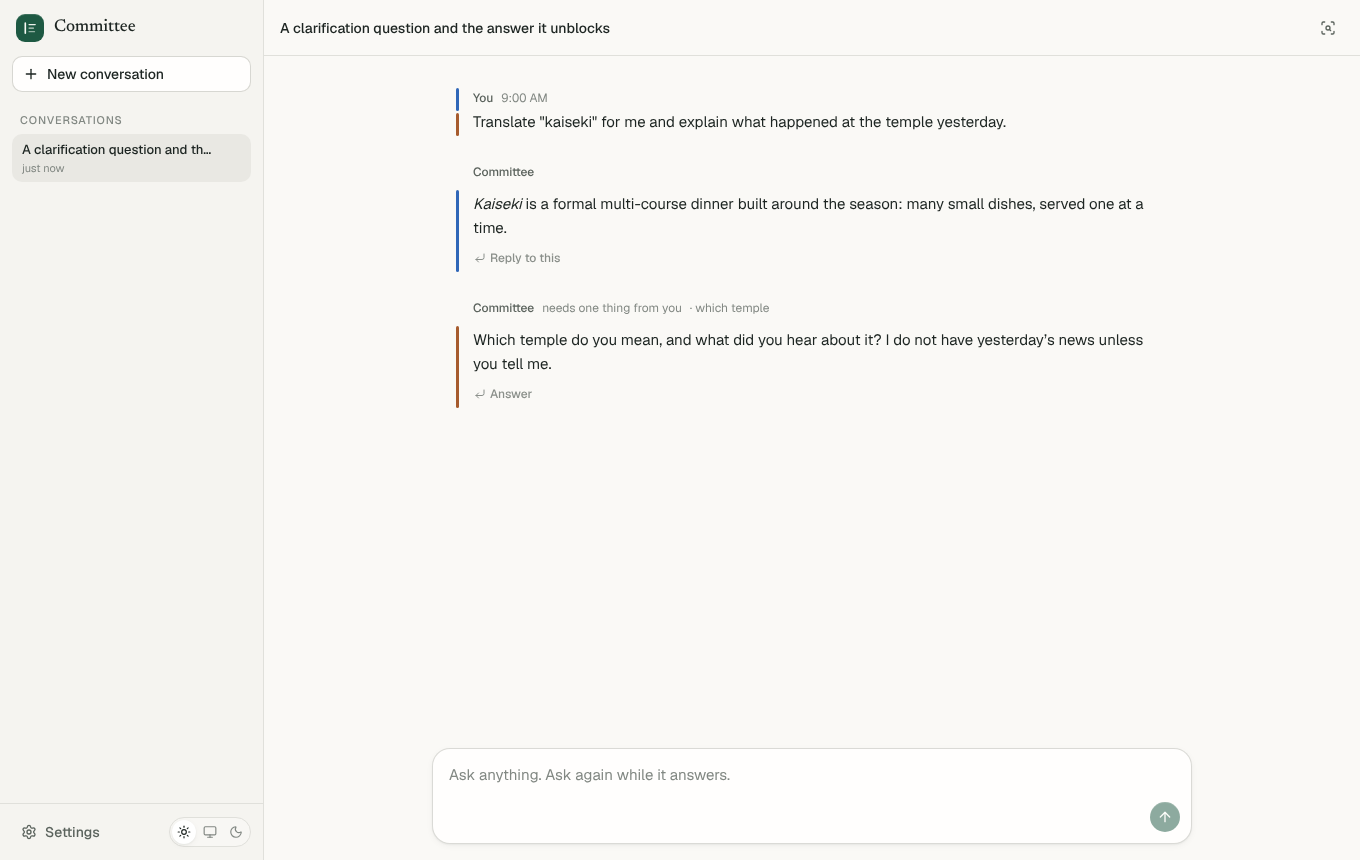 Committee
New conversation
CONVERSATIONS
A clarification question and th...
just now
Settings
A clarification question and the answer it unblocks
You 9:00 AM
Translate "kaiseki" for me and explain what happened at the temple yesterday.
Committee
Kaiseki is a formal multi-course dinner built around the season: many small dishes, served one at a
time.
Reply to this
Committee needs one thing from you · which temple
Which temple do you mean, and what did you hear about it? I do not have yesterday’s news unless
you tell me.
Answer
Ask anything. Ask again while it answers.